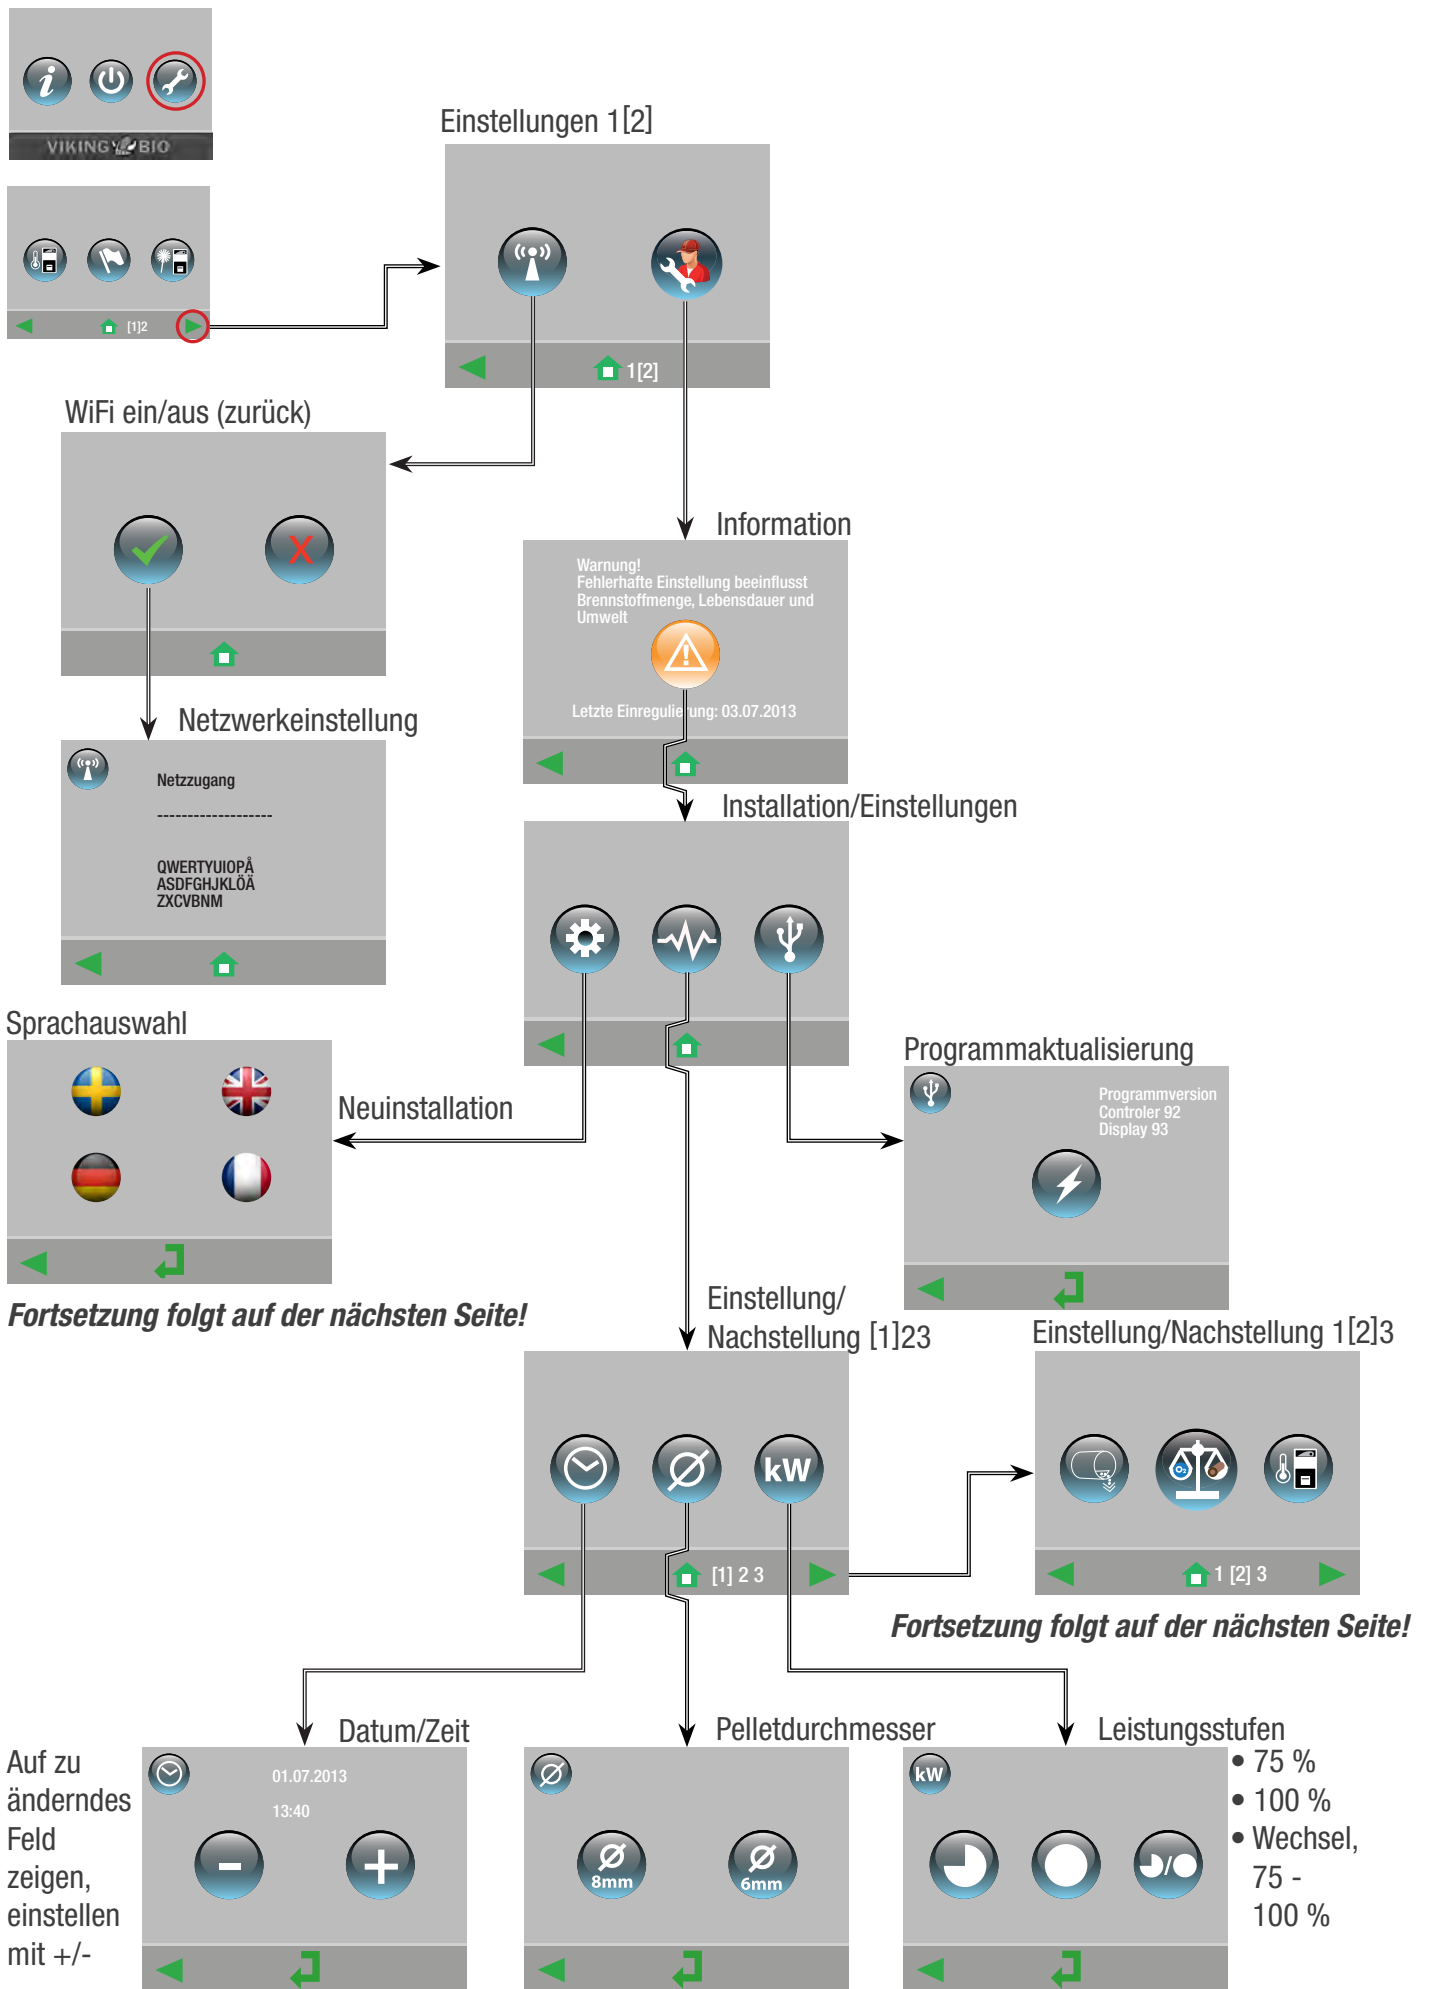 VIKING BIO
Einstellungen 1[2]
[1]2
1[2]
WiFi ein/aus (zurück)
Information
Warnung!
Fehlerhafte Einstellung beeinflusst
Brennstoffmenge, Lebensdauer und
Umwelt
Letzte Einregulierung: 03.07.2013
Netzwerkeinstellung
Netzzugang
-------------------
QWERTYUIOPÅ
ASDFGHJKLÖÄ
ZXCVBNM
Installation/Einstellungen
Sprachauswahl
Neuinstallation
Programmaktualisierung
Programmversion
Controler 92
Display 93
Fortsetzung folgt auf der nächsten Seite!
Einstellung/
Nachstellung [1]23
Einstellung/Nachstellung 1[2]3
kW
O2
[1] 2 3
1 [2] 3
Fortsetzung folgt auf der nächsten Seite!
Datum/Zeit
Auf zu
änderndes
Feld
zeigen,
einstellen
mit +/-
01.07.2013
13:40
- +
Pelletdurchmesser
Ø
8mm
Ø
6mm
Leistungsstufen
kW
• 75 %
• 100 %
• Wechsel,
75 -
100 %